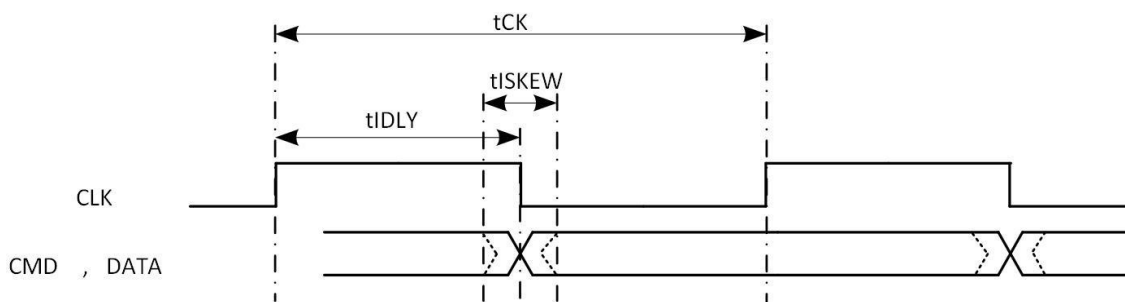 tCK
tISKEW
tIDLY
CLK
CMD , DATA